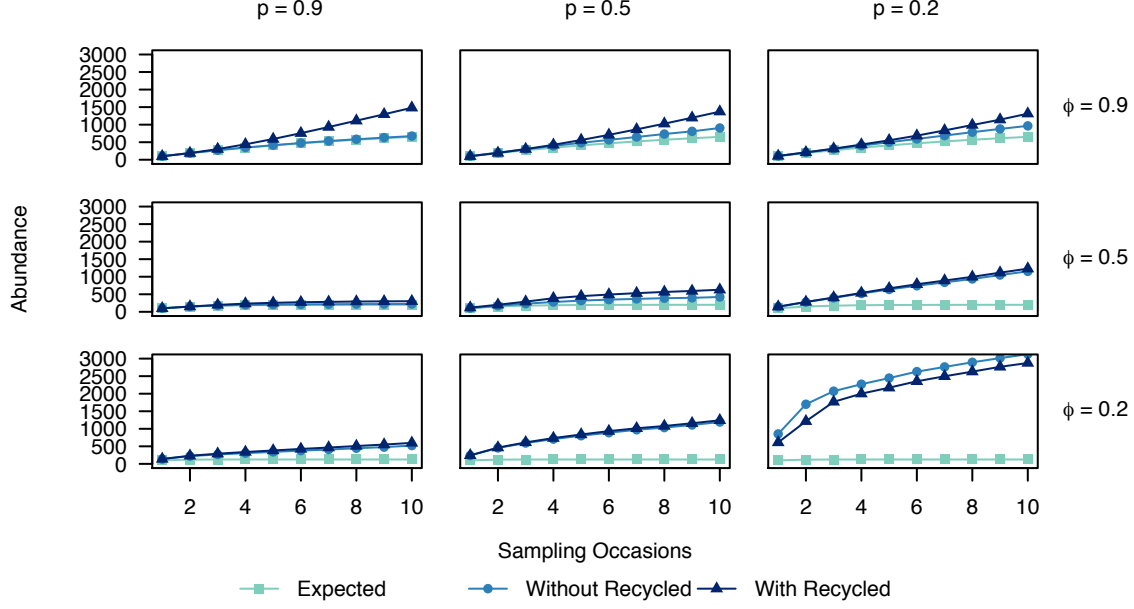 p = 0.9 p = 0.5 p = 0.2
3000
2500
2000
1500
1000
500
0
ϕ = 0.9
3000
2500
2000
1500
1000
500
0
ϕ = 0.5
Abundance
3000
2500
2000
1500
1000
500
0
ϕ = 0.2
2 4 6 8 10 2 4 6 8 10 2 4 6 8 10
Sampling Occasions
Expected Without Recycled With Recycled